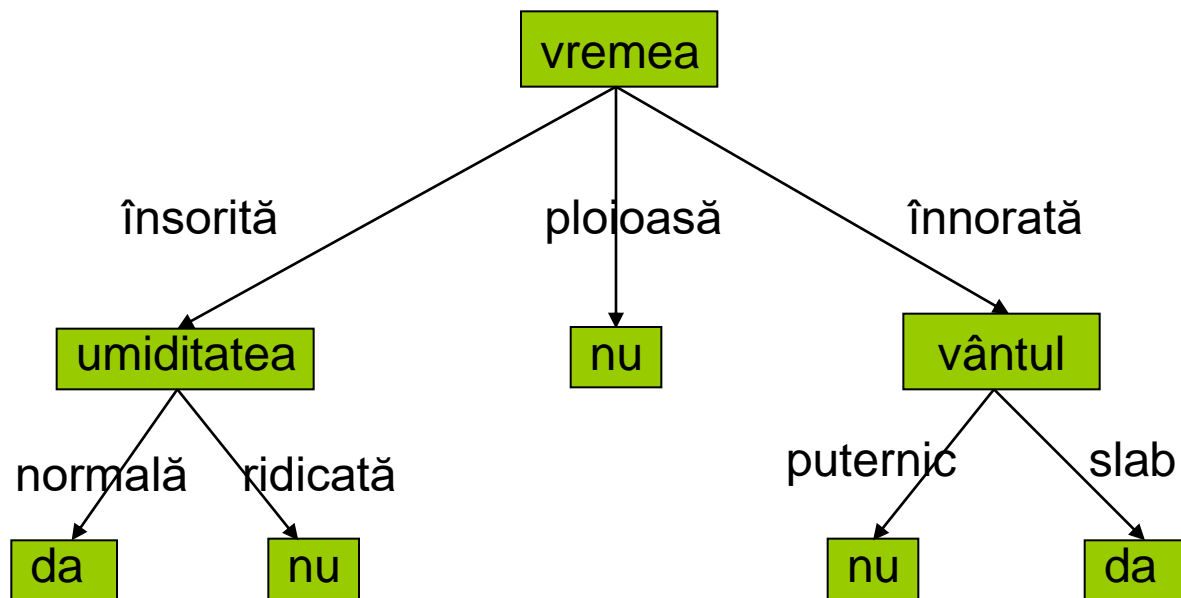 vremea
însorită ploioasă înnorată
umiditatea nu vântul
normală ridicată puternic slab
da nu nu da